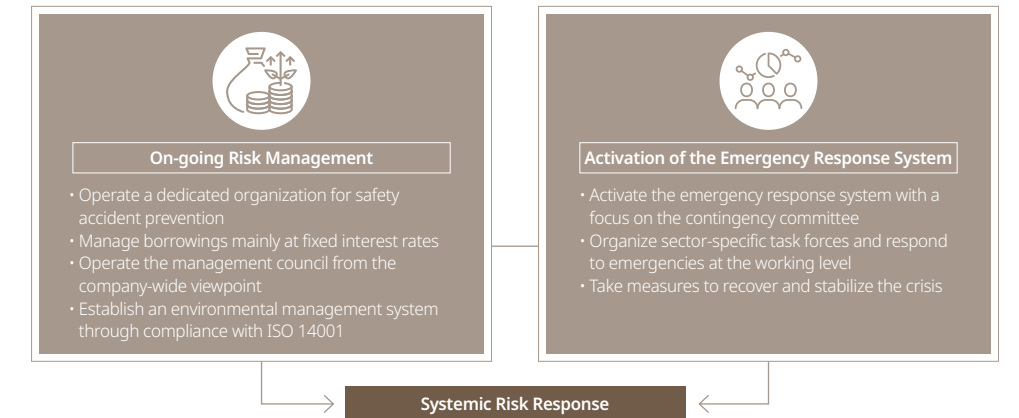 On-going Risk Management
• Operate a dedicated organization for safety
accident prevention
• Manage borrowings mainly at fixed interest rates
• Operate the management council from the
company-wide viewpoint
• Establish an environmental management system
through compliance with ISO 14001
Activation of the Emergency Response System
• Activate the emergency response system with a
focus on the contingency committee
• Organize sector-specific task forces and respond
to emergencies at the working level
• Take measures to recover and stabilize the crisis
Systemic Risk Response